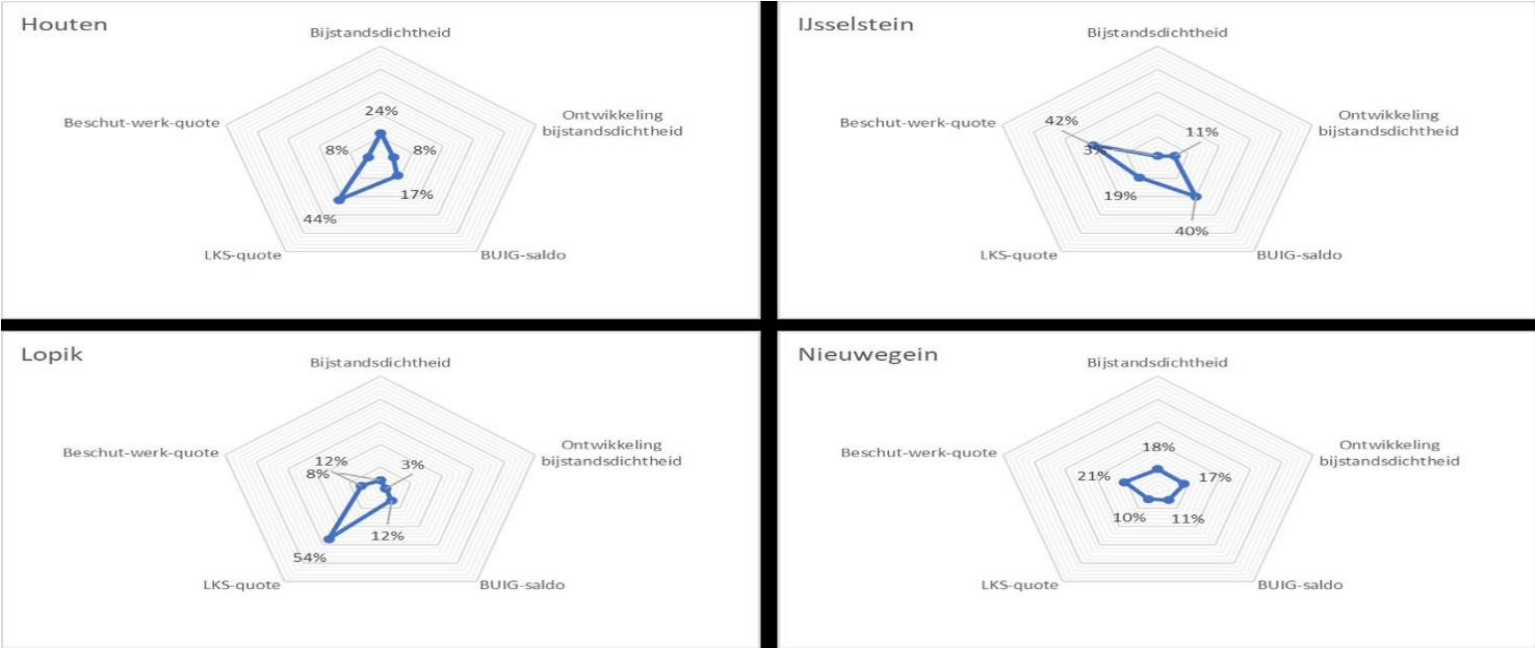 Houten
Bijstandsdichtheid
24%
Beschut-werk-quote
Ontwikkeling
bijstandsdichtheid
8%
8%
17%
44%
LKS-quote
BUIG-saldo
IJsselstein
Bijstandsdichtheid
Beschut-werk-quote
Ontwikkeling
bijstandsdichtheid
42%
11%
3%
19%
40%
LKS-quote
BUIG-saldo
Lopik
Bijstandsdichtheid
Beschut-werk-quote
Ontwikkeling
bijstandsdichtheid
12%
3%
8%
12%
54%
LKS-quote
BUIG-saldo
Nieuwegein
Bijstandsdichtheid
18%
Beschut-werk-quote
Ontwikkeling
bijstandsdichtheid
21%
17%
10%
11%
LKS-quote
BUIG-saldo